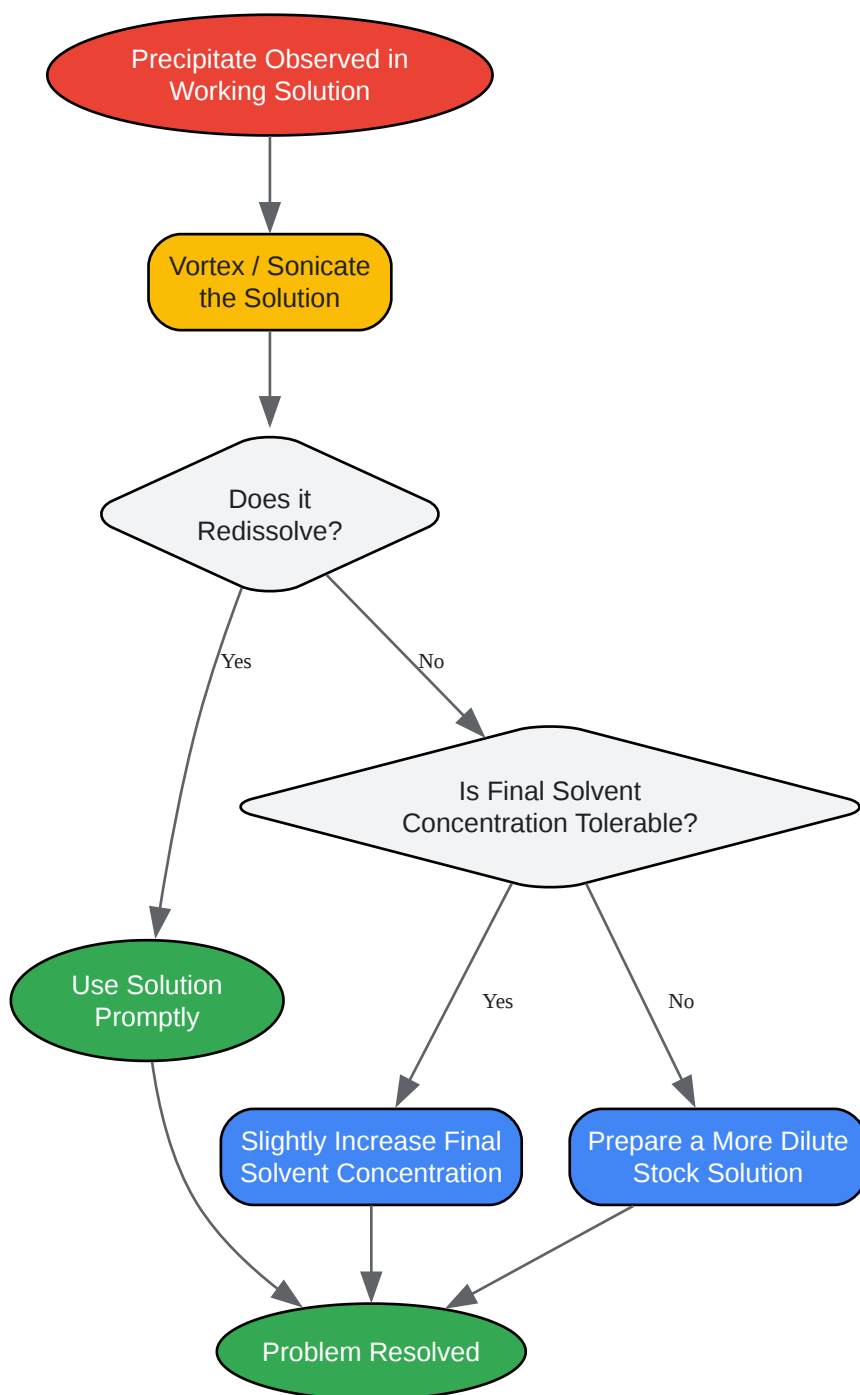 Precipitate Observed in
Working Solution
Vortex / Sonicate
the Solution
Does it
Redissolve?
Yes
No
Is Final Solvent
Concentration Tolerable?
Use Solution
Promptly
Yes
No
Slightly Increase Final
Solvent Concentration
Prepare a More Dilute
Stock Solution
Problem Resolved